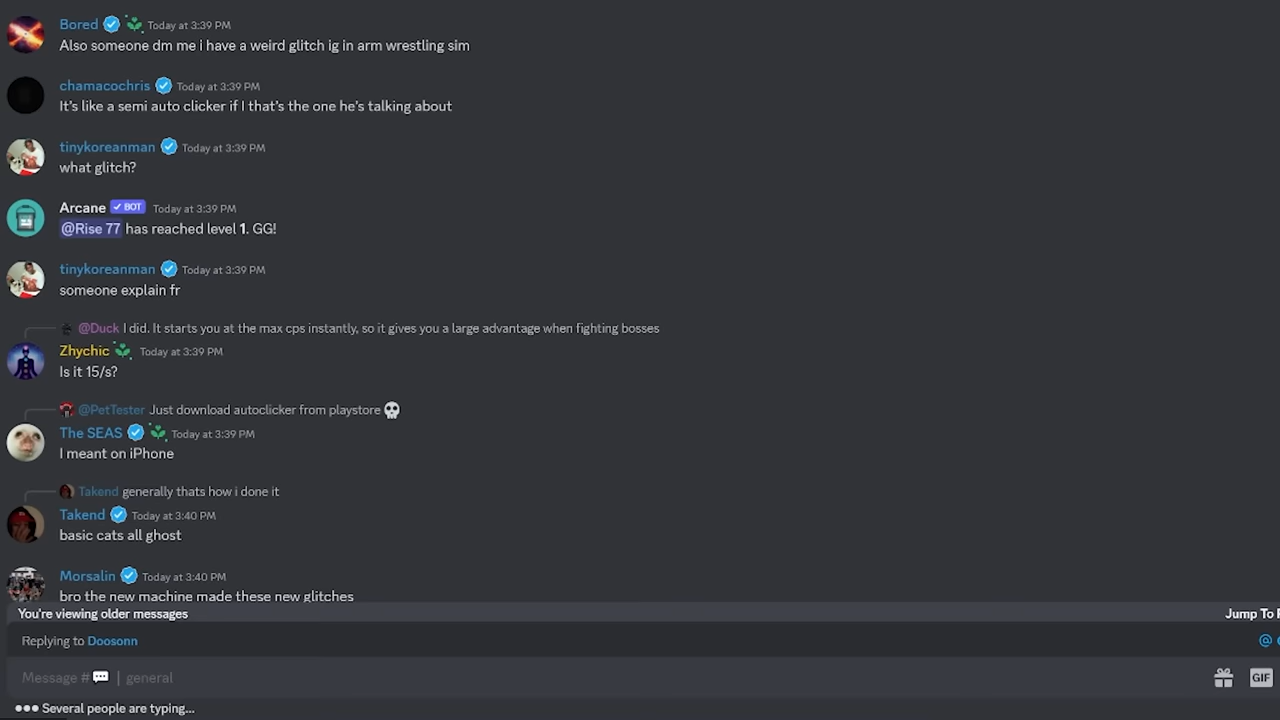 Bored Today at 3:39 PM
Also someone dm me i have a weird glitch ig in arm wrestling sim
chamacochris Today at 3:39 PM
It's like a semi auto clicker if I that's the one he's talking about
tinykoreanman Today at 3:39 PM
what glitch?
Arcane BOT Today at 3:39 PM
@Rise 77 has reached level 1. GG!
tinykoreanman Today at 3:39 PM
someone explain fr
@Duck I did. It starts you at the max cps instantly, so it gives you a large advantage when fighting bosses
Zhychic Today at 3:39 PM
Is it 15/s?
@PetTester Just download autoclicker from playstore 💀
The SEAS Today at 3:39 PM
I meant on iPhone
Takend generally thats how i done it
Takend Today at 3:40 PM
basic cats all ghost
Morsalin Today at 3:40 PM
bro the new machine made these new glitches
You're viewing older messages Jump To
Replying to Doosonn @
Message #💬 | general GIF
Several people are typing...